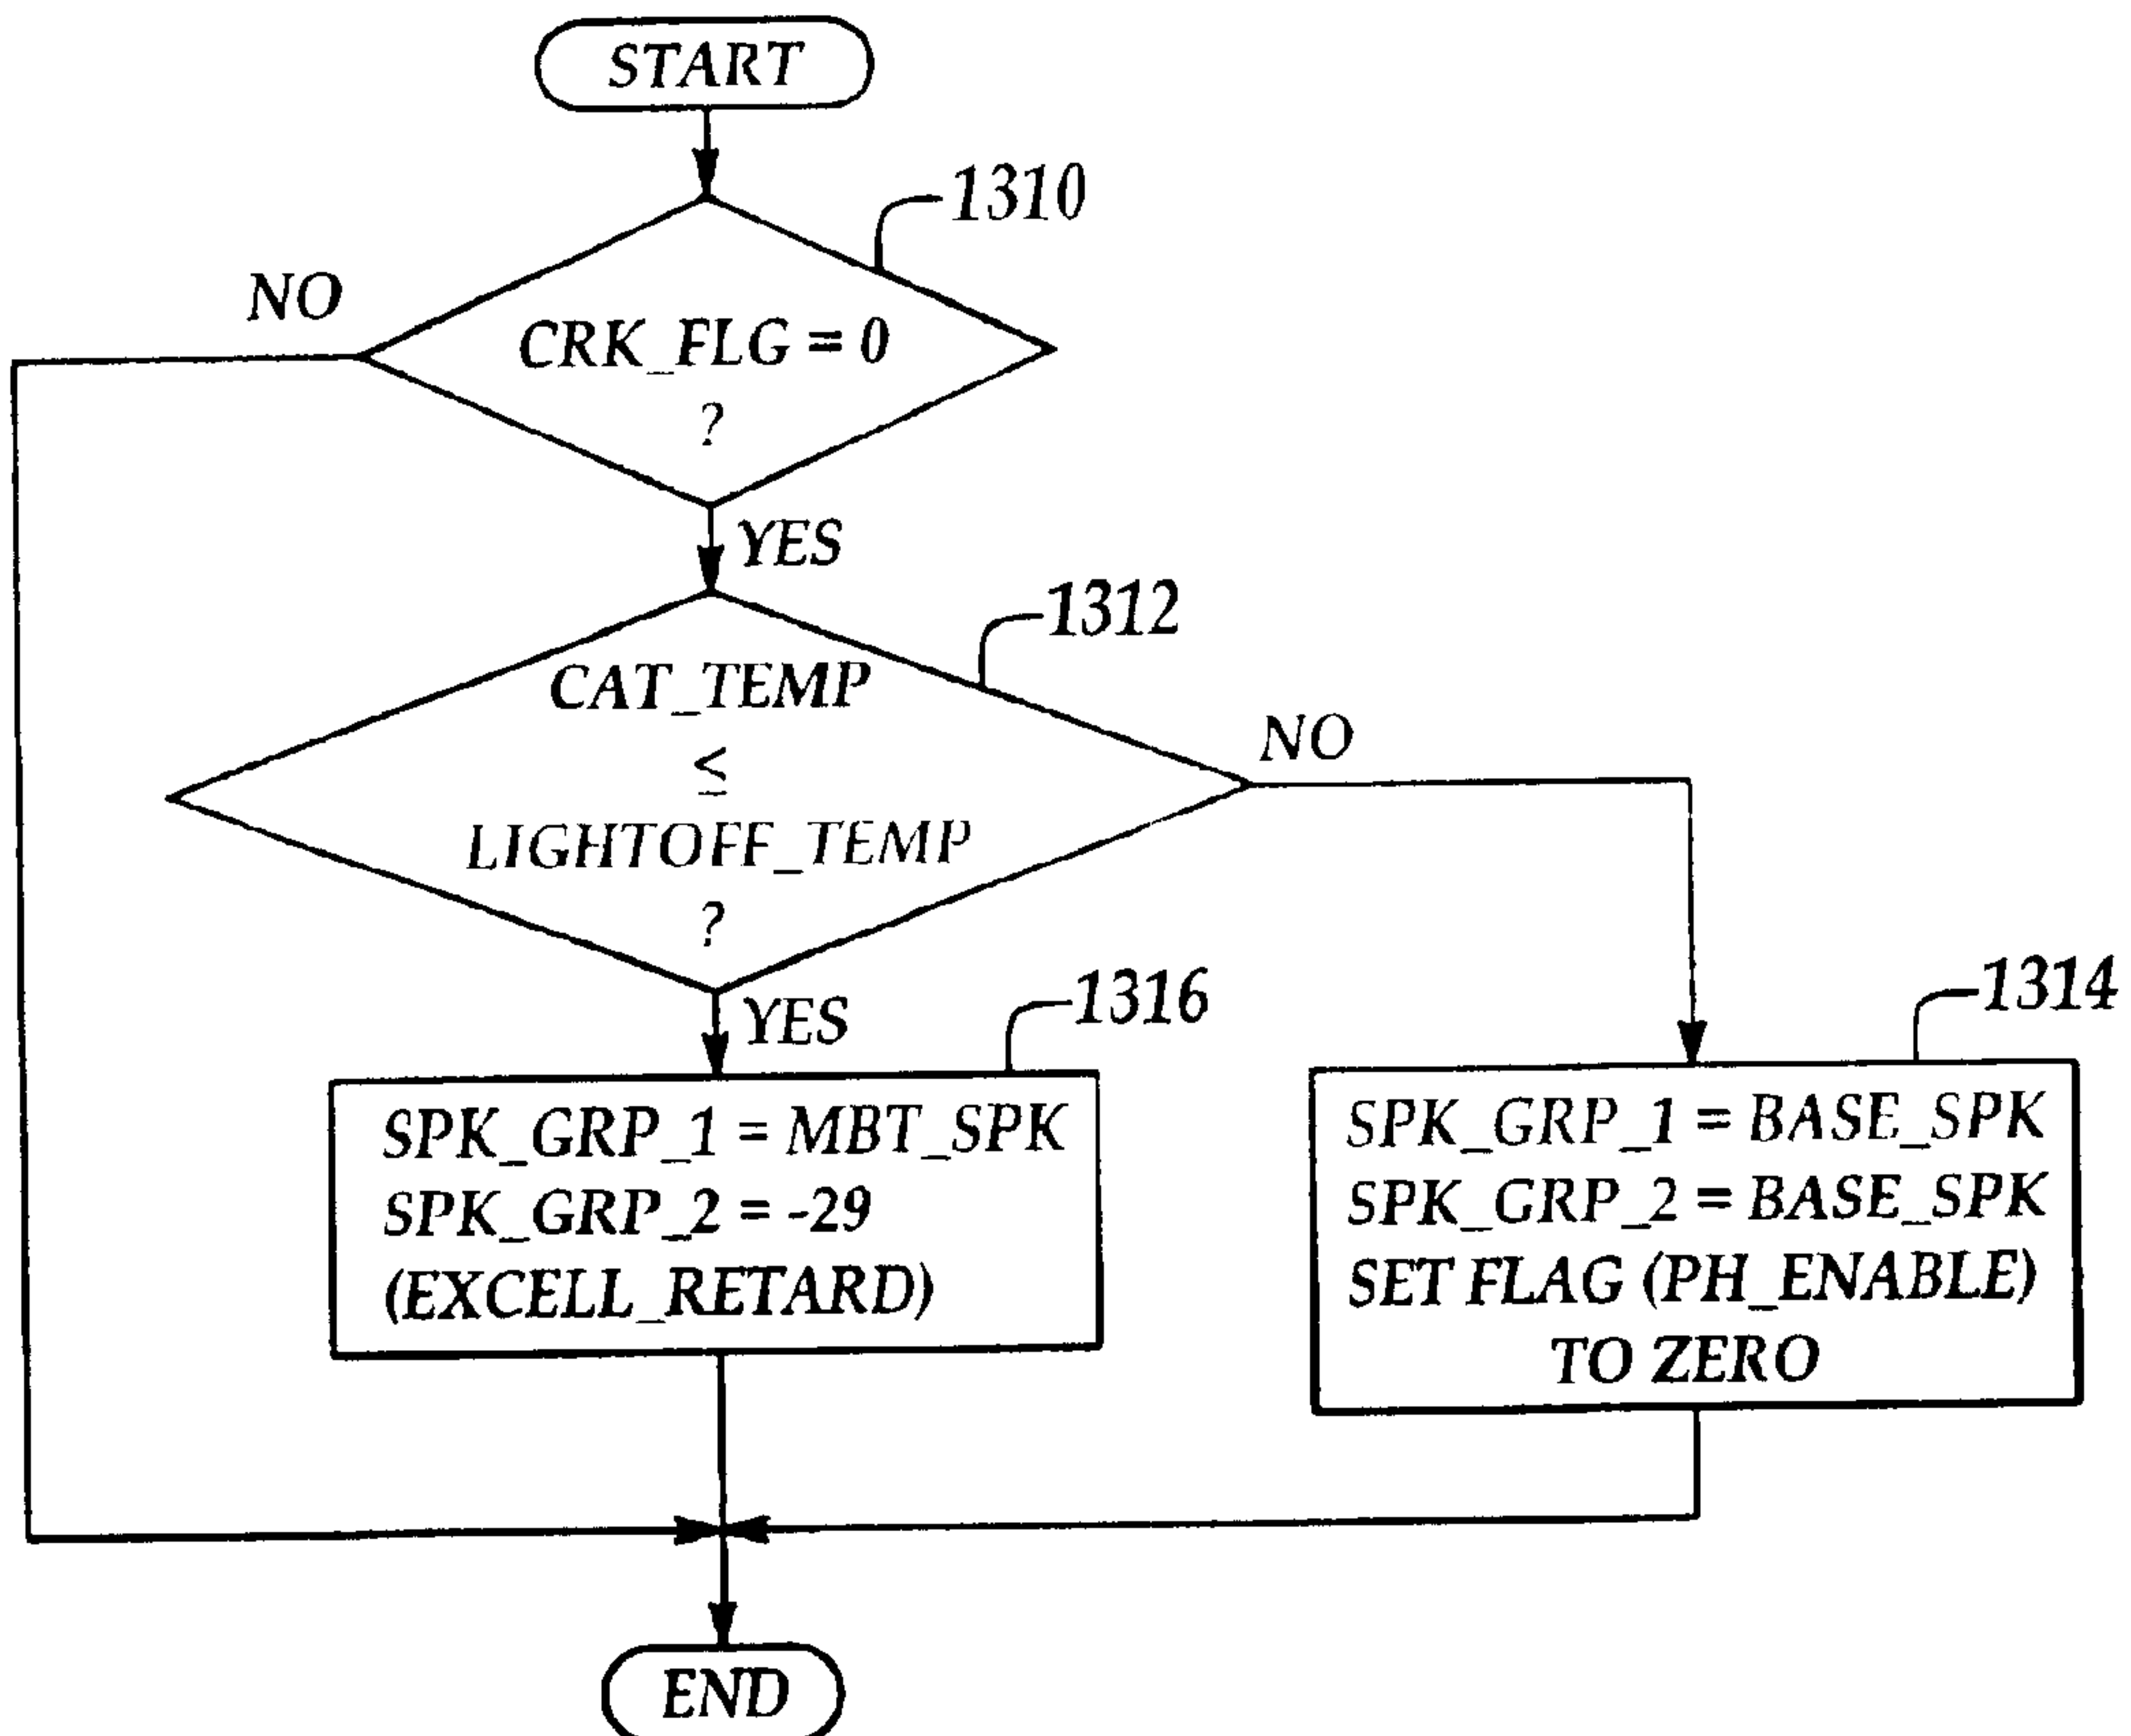 START
1310
NO
CRK_FLG = 0
?
YES
1312
CAT_TEMP
≤
LIGHTOFF_TEMP
?
NO
YES
1316
1314
SPK_GRP_1 = MBT_SPK
SPK_GRP_2 = -29
(EXCELL_RETARD)
SPK_GRP_1 = BASE_SPK
SPK_GRP_2 = BASE_SPK
SET FLAG (PH_ENABLE)
TO ZERO
END